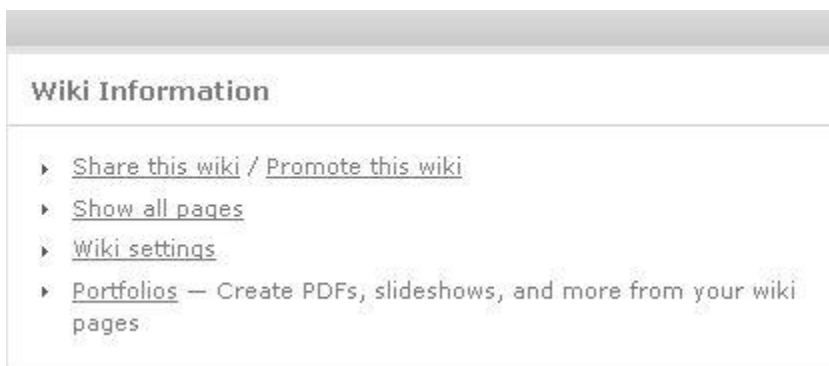 Wiki Information
Share this wiki / Promote this wiki
Show all pages
Wiki settings
Portfolios — Create PDFs, slideshows, and more from your wiki
pages